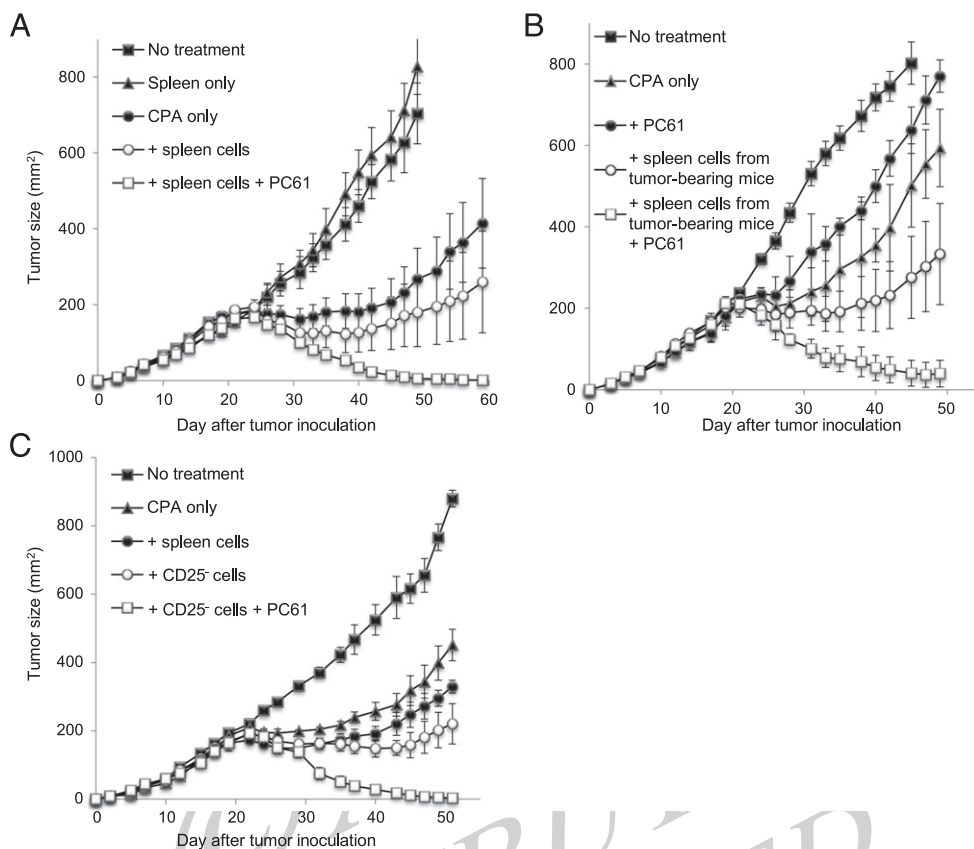 A
No treatment
Spleen only
CPA only
+ spleen cells
+ spleen cells + PC61
Tumor size (mm²)
800
600
400
200
0
0 10 20 30 40 50 60
Day after tumor inoculation
B
No treatment
CPA only
+ PC61
+ spleen cells from
tumor-bearing mice
+ spleen cells from
tumor-bearing mice
+ PC61
800
600
400
200
0
0 10 20 30 40 50
Day after tumor inoculation
C
No treatment
CPA only
+ spleen cells
+ CD25⁻ cells
+ CD25⁻ cells + PC61
Tumor size (mm²)
1000
800
600
400
200
0
0 10 20 30 40 50
Day after tumor inoculation